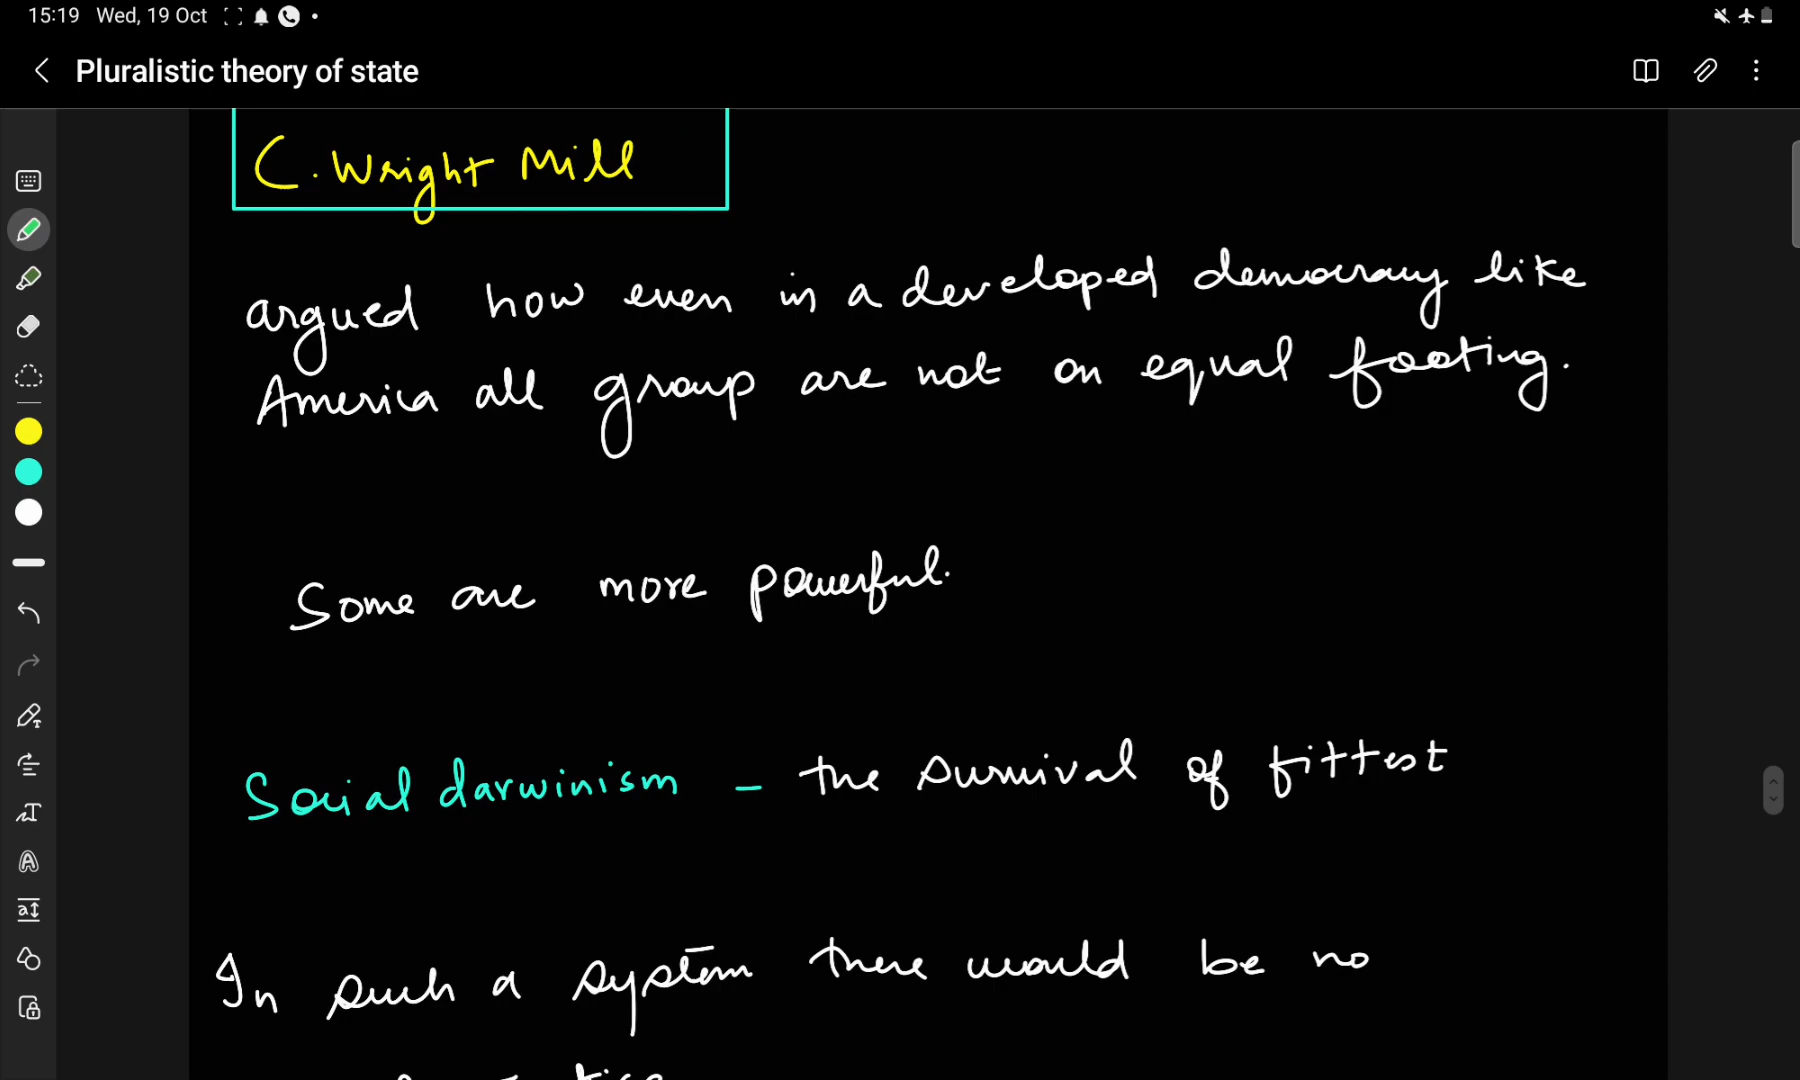 15:19 Wed, 19 Oct
Pluralistic theory of state
C. Wright Mill
argued how even in a developed democracy like
America all group are not on equal footing.
Some are more powerful.
Social darwinism - the survival of fittest
In such a system there would be no